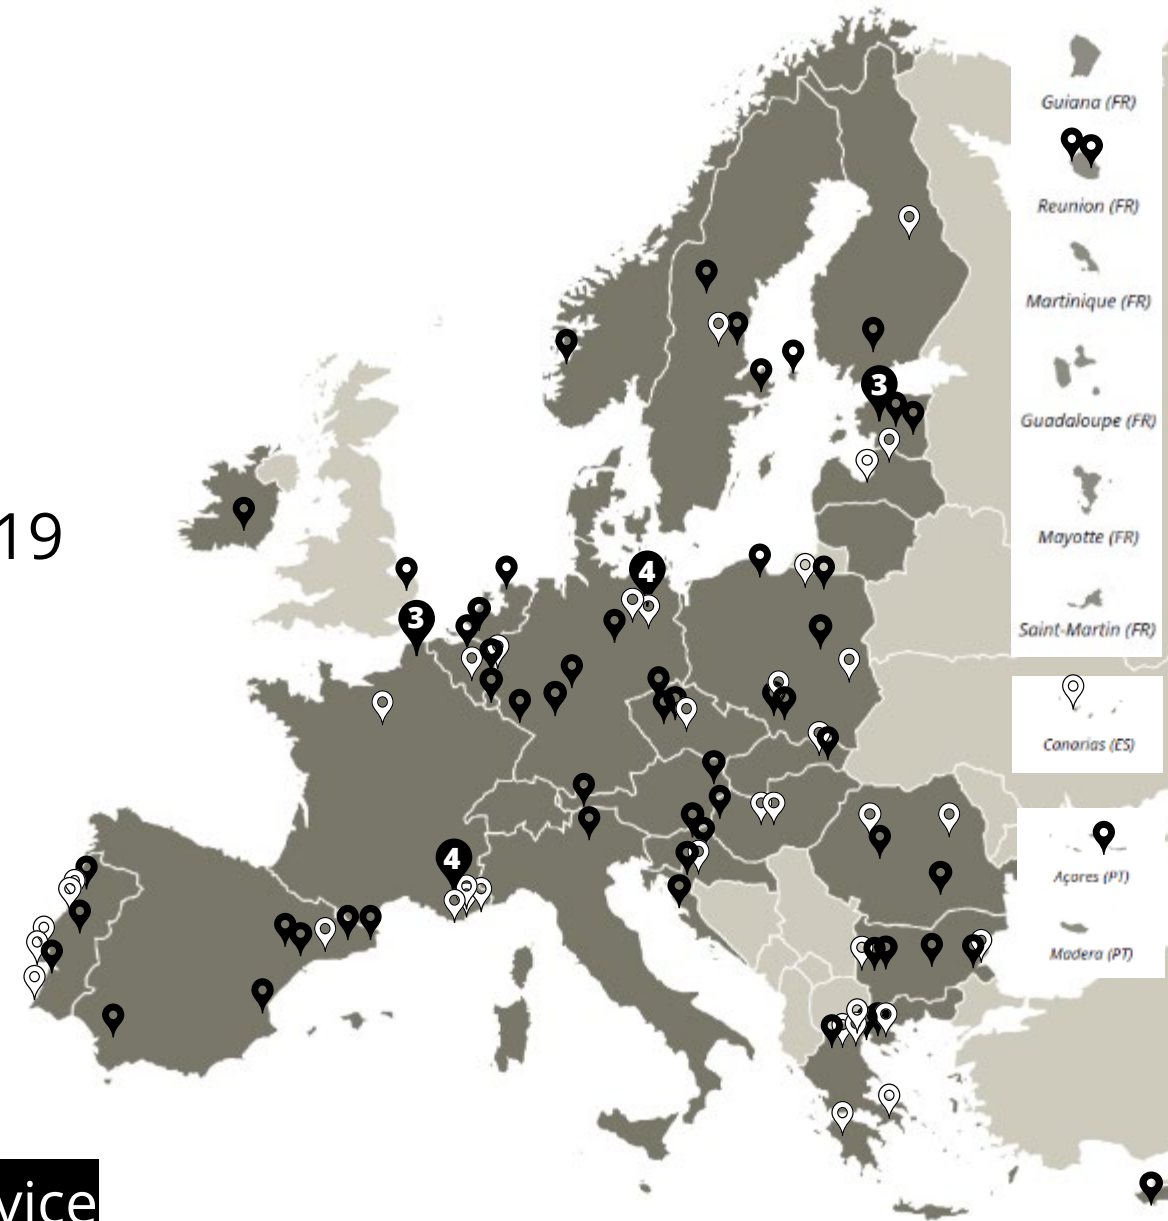 Guiana (FR)
Reunion (FR)
Martinique (FR)
3
Guadaloupe (FR)
19
Mayotte (FR)
4
3
Saint-Martin (FR)
Canarias (ES)
4
Açores (PT)
Madera (PT)
vice